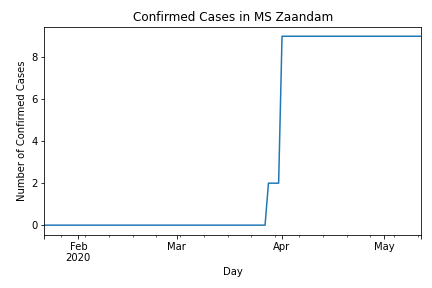 Confirmed Cases in MS Zaandam
Number of Confirmed Cases
8
6
4
2
0
Feb Mar Apr May
2020
Day